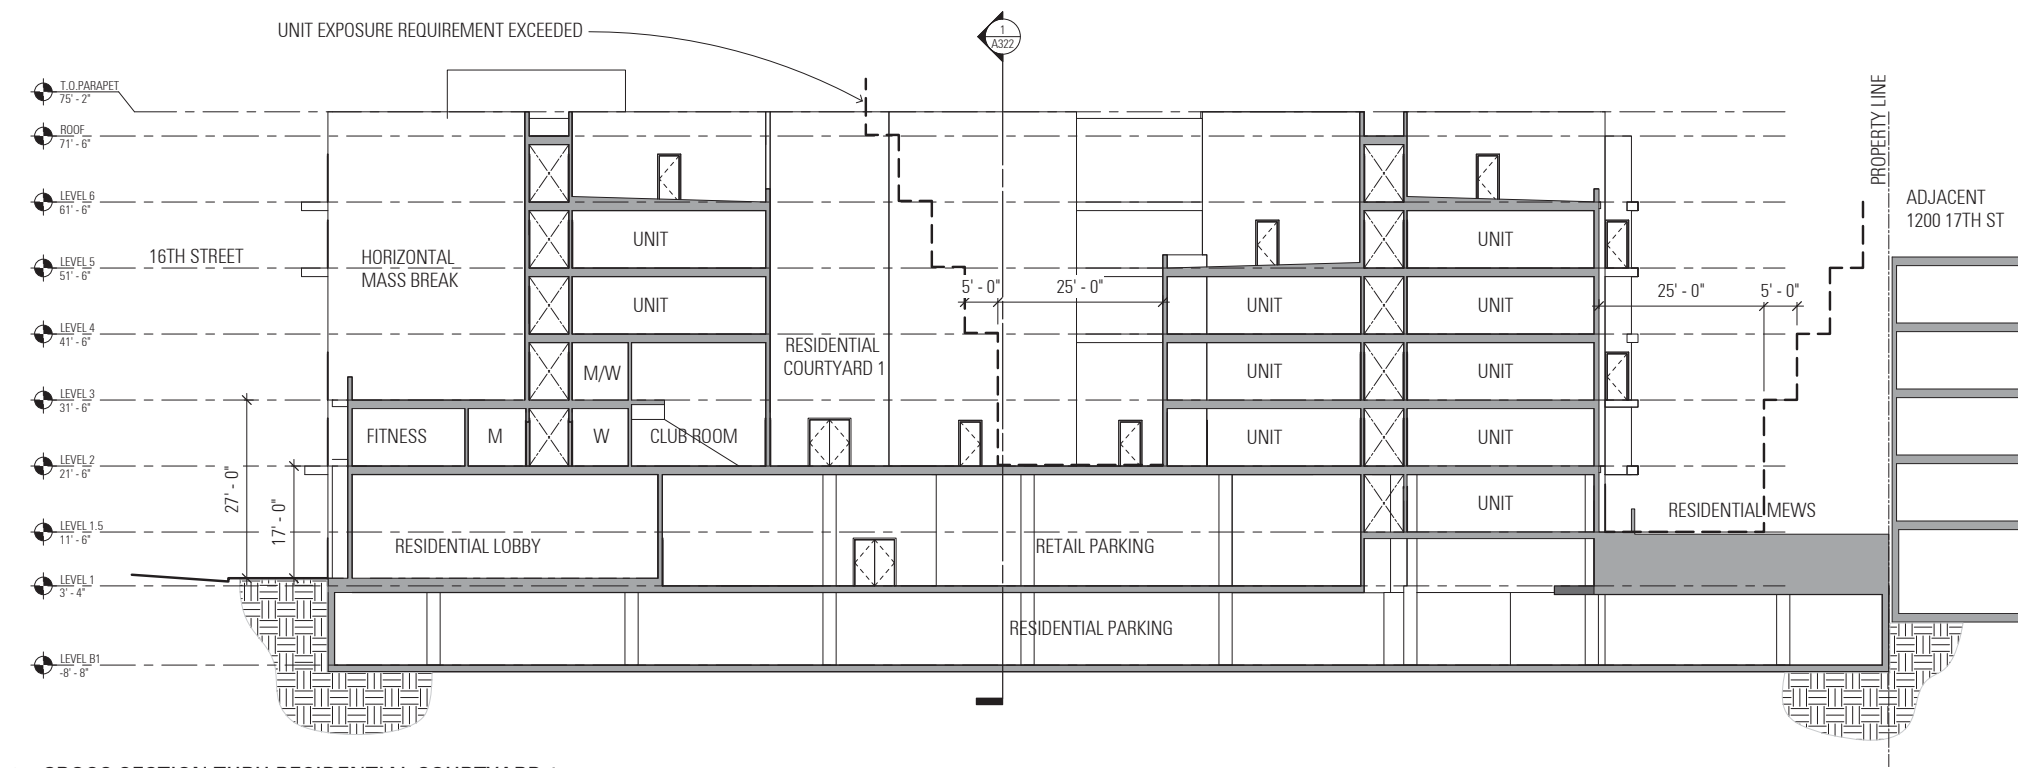 UNIT EXPOSURE REQUIREMENT EXCEEDED
1
A322
T.O.PARAPET
75' - 2"
ROOF
71' - 6"
LEVEL 6
61' - 6"
LEVEL 5
51' - 6"
LEVEL 4
41' - 6"
LEVEL 3
31' - 6"
LEVEL 2
21' - 6"
LEVEL 1.5
11' - 6"
LEVEL 1
3' - 4"
LEVEL B1
-8' - 8"
16TH STREET
HORIZONTAL
MASS BREAK
27' - 0"
17' - 0"
UNIT
UNIT
M/W
FITNESS
M
W
CLUB ROOM
RESIDENTIAL
COURTYARD 1
5' - 0"
25' - 0"
UNIT
UNIT
UNIT
UNIT
UNIT
UNIT
UNIT
UNIT
UNIT
25' - 0"
5' - 0"
PROPERTY LINE
ADJACENT
1200 17TH ST
RESIDENTIAL MEWS
RESIDENTIAL LOBBY
RETAIL PARKING
RESIDENTIAL PARKING